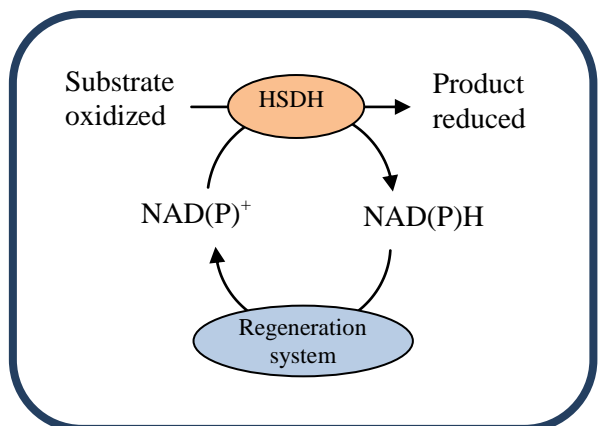 Substrate
oxidized
HSDH
Product
reduced
NAD(P)⁺
NAD(P)H
Regeneration
system